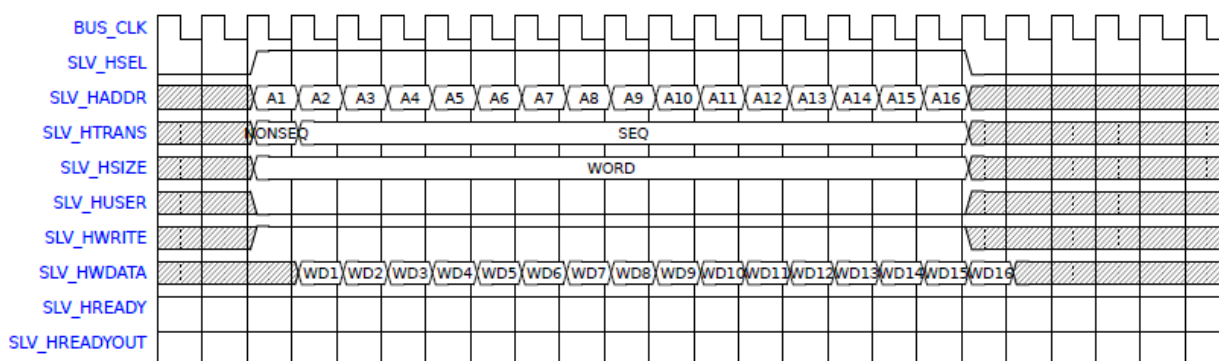 BUS_CLK
SLV_HSEL
SLV_HADDR A1 A2 A3 A4 A5 A6 A7 A8 A9 A10 A11 A12 A13 A14 A15 A16
SLV_HTRANS NONSEQ SEQ
SLV_HSIZE WORD
SLV_HUSER
SLV_HWRITE
SLV_HWDATA WD1 WD2 WD3 WD4 WD5 WD6 WD7 WD8 WD9 WD10 WD11 WD12 WD13 WD14 WD15 WD16
SLV_HREADY
SLV_HREADYOUT